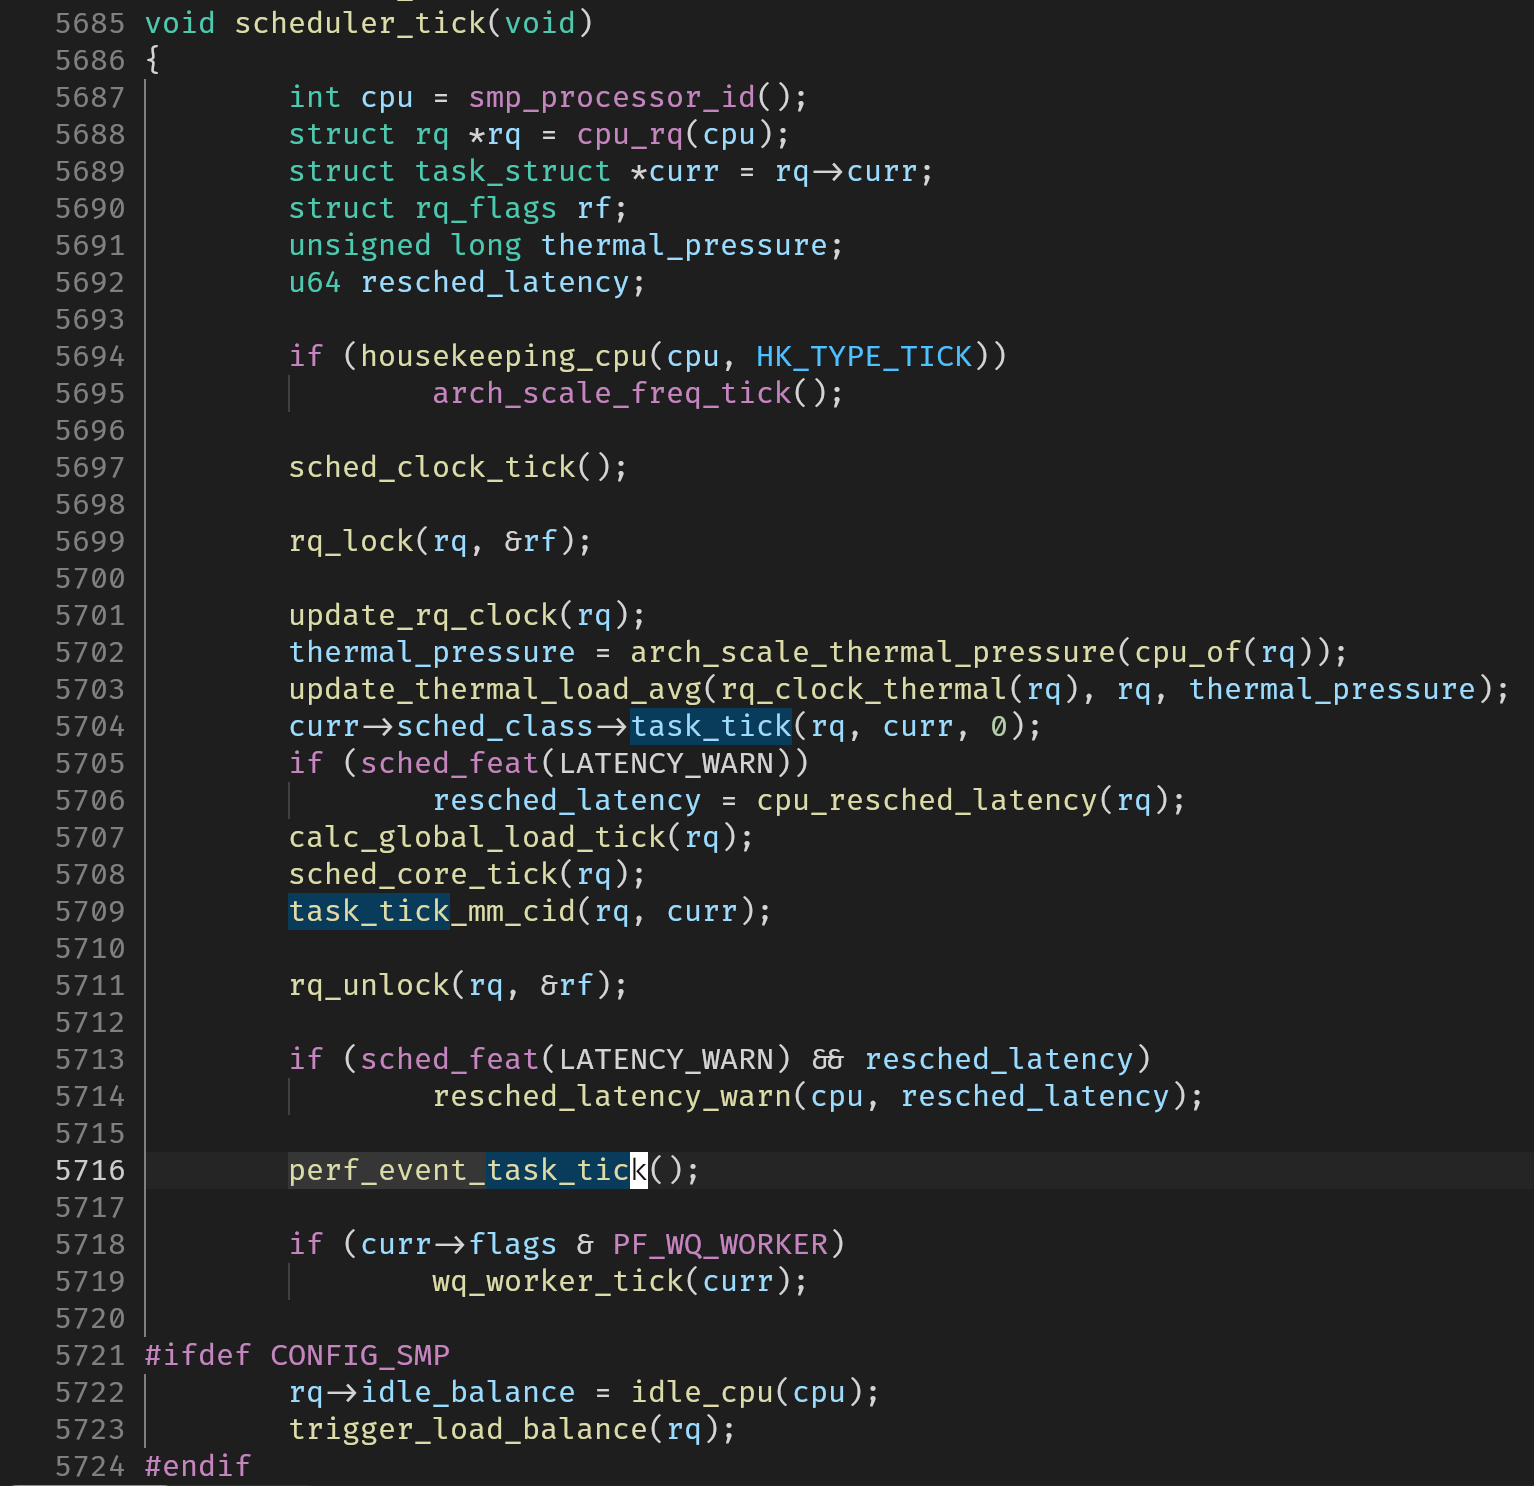 5685 void scheduler_tick(void)
5686 {
5687         int cpu = smp_processor_id();
5688         struct rq *rq = cpu_rq(cpu);
5689         struct task_struct *curr = rq->curr;
5690         struct rq_flags rf;
5691         unsigned long thermal_pressure;
5692         u64 resched_latency;
5693
5694         if (housekeeping_cpu(cpu, HK_TYPE_TICK))
5695                 arch_scale_freq_tick();
5696
5697         sched_clock_tick();
5698
5699         rq_lock(rq, &rf);
5700
5701         update_rq_clock(rq);
5702         thermal_pressure = arch_scale_thermal_pressure(cpu_of(rq));
5703         update_thermal_load_avg(rq_clock_thermal(rq), rq, thermal_pressure);
5704         curr->sched_class->task_tick(rq, curr, 0);
5705         if (sched_feat(LATENCY_WARN))
5706                 resched_latency = cpu_resched_latency(rq);
5707         calc_global_load_tick(rq);
5708         sched_core_tick(rq);
5709         task_tick_mm_cid(rq, curr);
5710
5711         rq_unlock(rq, &rf);
5712
5713         if (sched_feat(LATENCY_WARN) && resched_latency)
5714                 resched_latency_warn(cpu, resched_latency);
5715
5716         perf_event_task_tick();
5717
5718         if (curr->flags & PF_WQ_WORKER)
5719                 wq_worker_tick(curr);
5720
5721 #ifdef CONFIG_SMP
5722         rq->idle_balance = idle_cpu(cpu);
5723         trigger_load_balance(rq);
5724 #endif